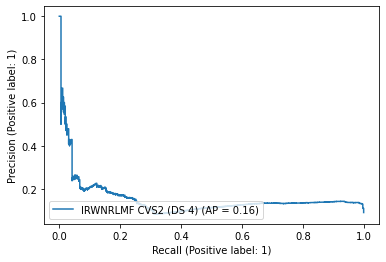 1.0
0.8
0.6
0.4
0.2
Precision (Positive label: 1)
IRWNRLMF CVS2 (DS 4) (AP = 0.16)
0.0 0.2 0.4 0.6 0.8 1.0
Recall (Positive label: 1)